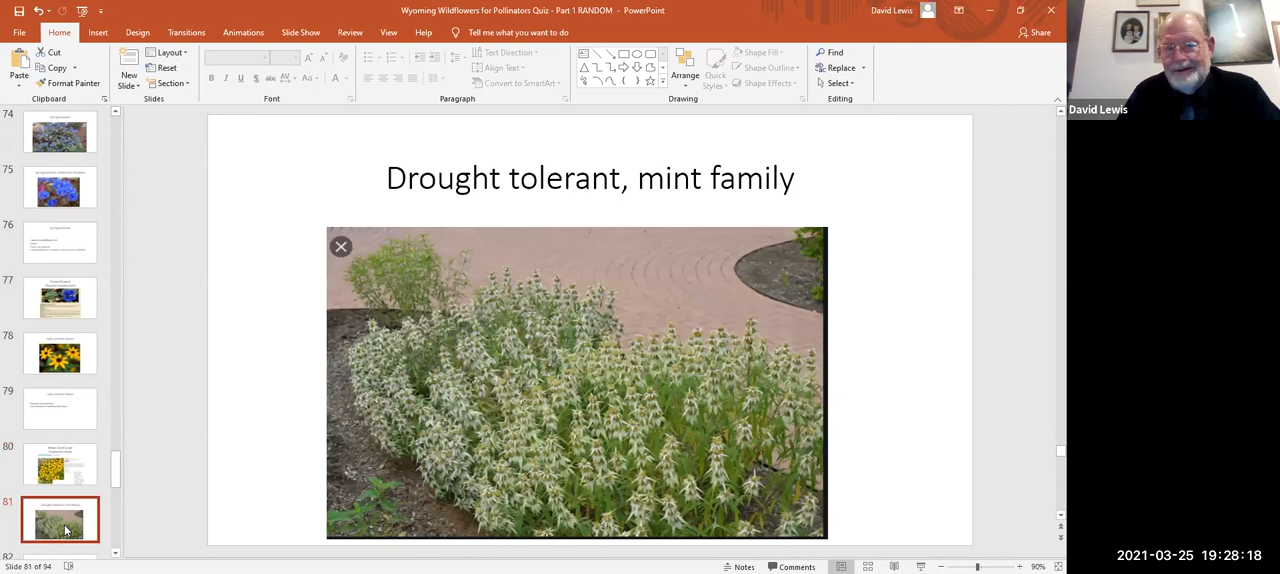 Wyoming Wildflowers for Pollinators Quiz - Part 1 RANDOM - PowerPoint
David Lewis
File
Home
Insert
Design
Transitions
Animations
Slide Show
Review
View
Help
Tell me what you want to do
Share
Paste
Cut
Copy
Format Painter
Clipboard
New
Slide
Layout
Reset
Section
Slides
B I U S abc AV Aa A
Font
Text Direction
Align Text
Convert to SmartArt
Paragraph
Arrange
Quick
Styles
Shape Fill
Shape Outline
Shape Effects
Drawing
Find
Replace
Select
Editing
74
75
76
77
78
79
80
81
82
Drought tolerant, mint family
David Lewis
2021-03-25 19:28:18
Slide 81 of 94
Notes
Comments
90%